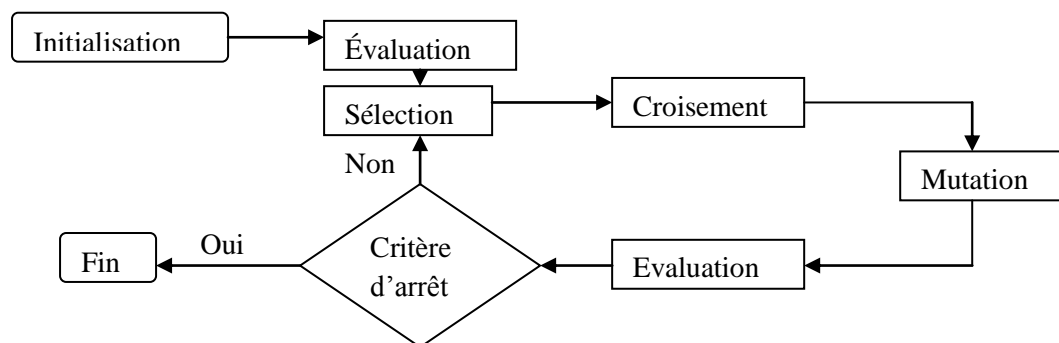 Initialisation
Évaluation
Sélection
Croisement
Non
Mutation
Oui
Fin
Critère
d'arrêt
Evaluation